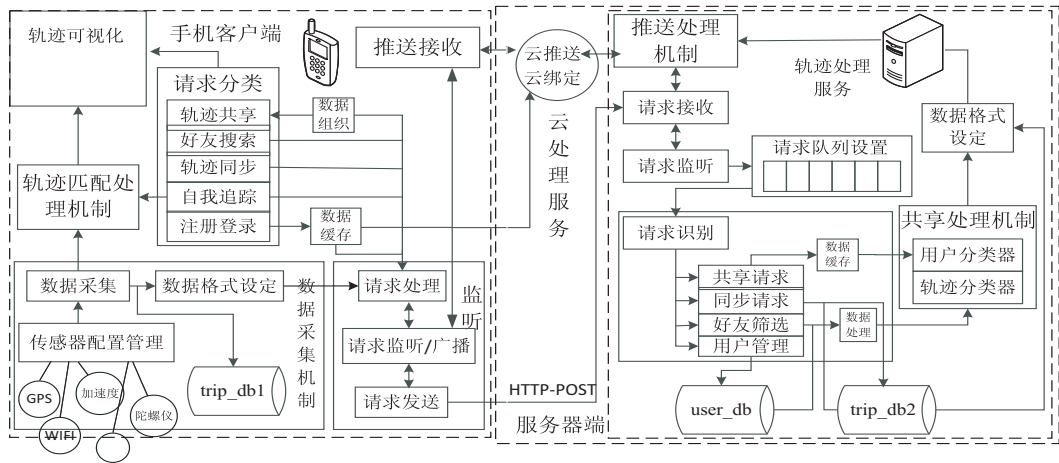 轨迹可视化
手机客户端
推送接收
请求分类
轨迹共享
好友搜索
轨迹同步
自我追踪
注册登录
数据
组织
数据
缓存
轨迹匹配处
理机制
数据采集
数据格式设定
传感器配置管理
GPS
WIFI
加速度
陀螺仪
trip_db1
数据采集机制
请求处理
监听
请求监听/广播
请求发送
云推送
云绑定
云处理服务
HTTP-POST
服务器端
推送处理
机制
请求接收
请求监听
请求队列设置
轨迹处理
服务
数据格式
设定
请求识别
共享请求
同步请求
好友筛选
用户管理
数据
缓存
数据
处理
共享处理机制
用户分类器
轨迹分类器
user_db
trip_db2